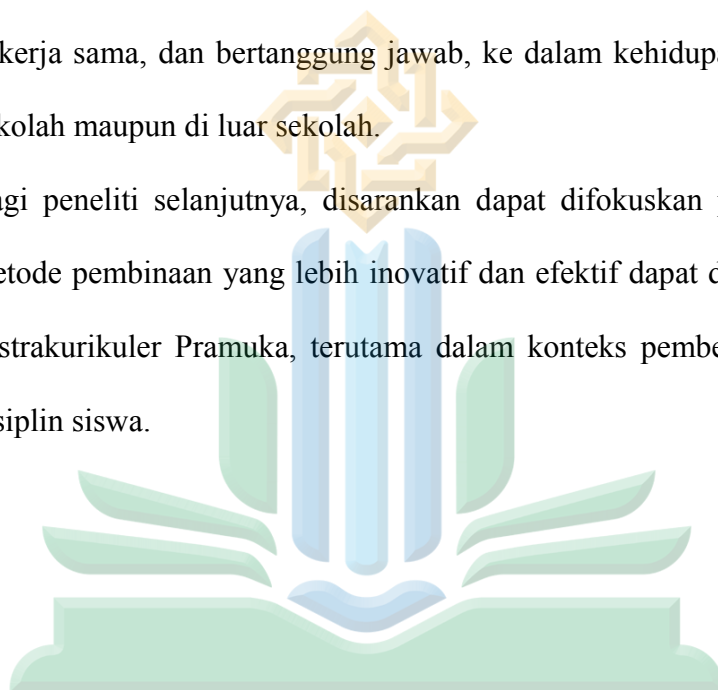 kerja sama, dan bertanggung jawab, ke dalam kehidupa
kolah maupun di luar sekolah.
agi peneliti selanjutnya, disarankan dapat difokuskan
etode pembinaan yang lebih inovatif dan efektif dapat d
strakurikuler Pramuka, terutama dalam konteks pembe
siplin siswa.